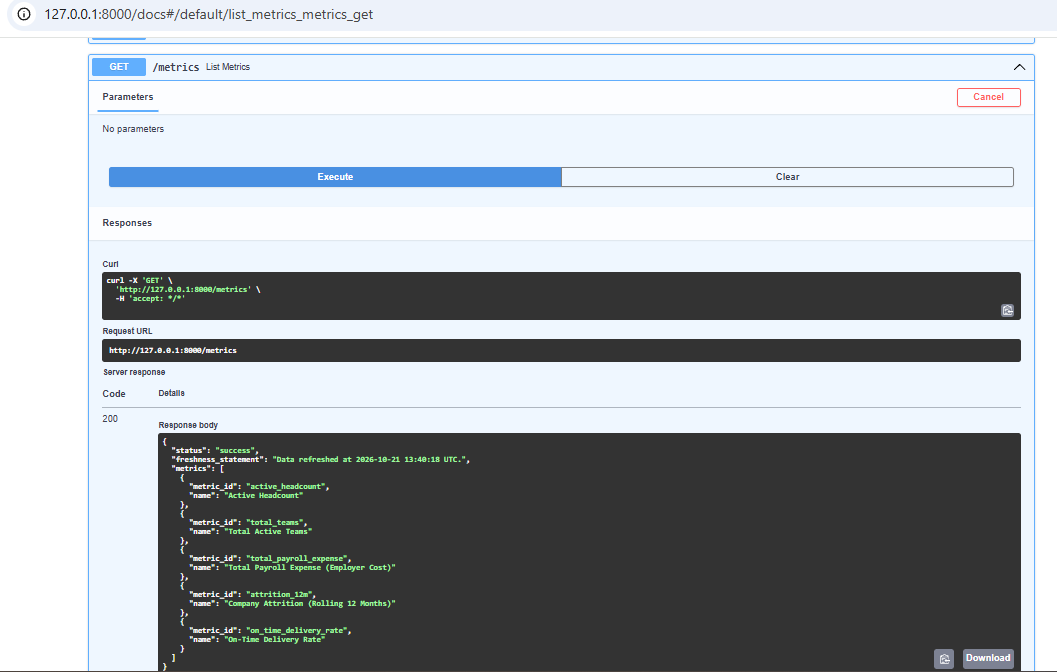 127.0.0.1:8000/docs#/default/list_metrics_metrics_get
GET /metrics List Metrics
Parameters
Cancel
No parameters
Execute
Clear
Responses
Curl
curl -X 'GET' \
'http://127.0.0.1:8000/metrics' \
-H 'accept: */*'
Request URL
http://127.0.0.1:8000/metrics
Server response
Code Details
200
Response body
{
"status": "success",
"freshness_statement": "Data refreshed at 2026-10-21 13:40:18 UTC.",
"metrics": [
{
"metric_id": "active_headcount",
"name": "Active Headcount"
},
{
"metric_id": "total_teams",
"name": "Total Active Teams"
},
{
"metric_id": "total_payroll_expense",
"name": "Total Payroll Expense (Employer Cost)"
},
{
"metric_id": "attrition_12m",
"name": "Company Attrition (Rolling 12 Months)"
},
{
"metric_id": "on_time_delivery_rate",
"name": "On-Time Delivery Rate"
}
]
}
Download